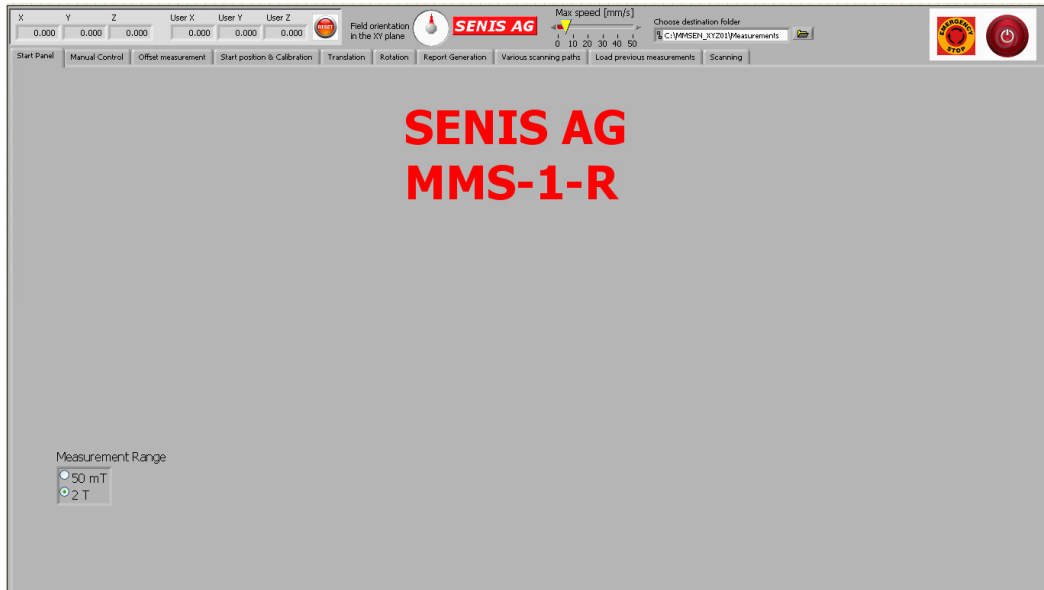 X Y Z User X User Y User Z
0.000 0.000 0.000 0.000 0.000 0.000
RESET
Field orientation
in the XY plane
SENIS AG
Max speed [mm/s]
0 10 20 30 40 50
Choose destination folder
C:\MMSEN_XYZ01\Measurements
EMERGENCY
STOP
Start Panel Manual Control Offset measurement Start position & Calibration Translation Rotation Report Generation Various scanning paths Load previous measurements Scanning
SENIS AG
MMS-1-R
Measurement Range
50 mT
2 T